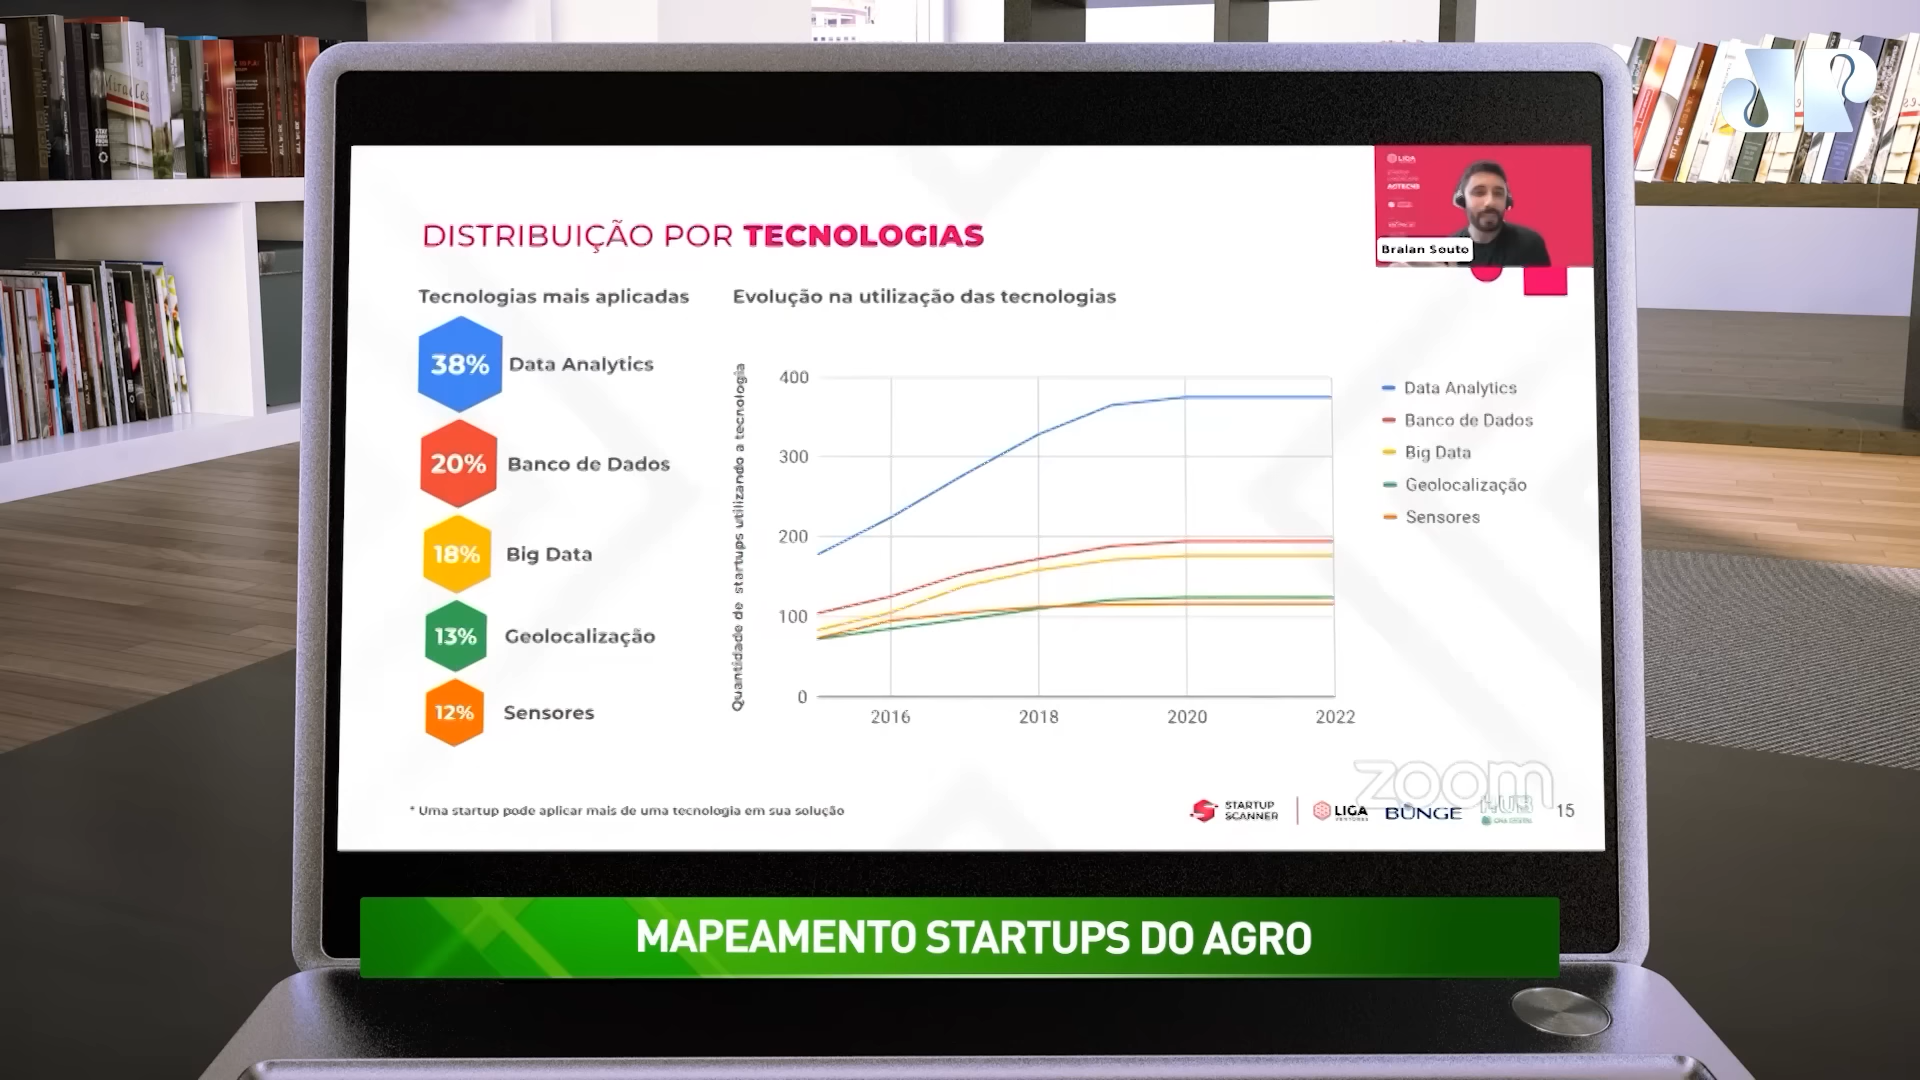 DISTRIBUIÇÃO POR TECNOLOGIAS
Tecnologias mais aplicadas
38% Data Analytics
20% Banco de Dados
18% Big Data
13% Geolocalização
12% Sensores
Evolução na utilização das tecnologias
Quantidade de startups utilizando a tecnologia
400
300
200
100
0
2016 2018 2020 2022
Data Analytics
Banco de Dados
Big Data
Geolocalização
Sensores
LIGA
Braian Souto
* Uma startup pode aplicar mais de uma tecnologia em sua solução
STARTUP
SCANNER
LIGA
VENTURES
BUNGE
HUB
zoom
15
MAPEAMENTO STARTUPS DO AGRO